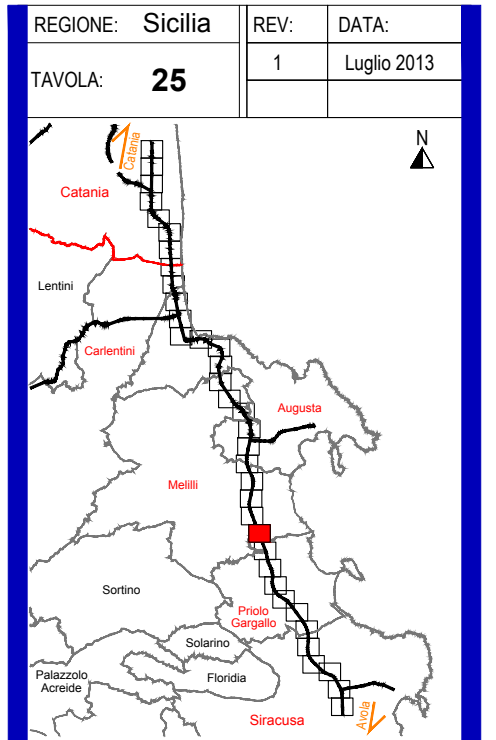 REGIONE: Sicilia
REV: DATA:
TAVOLA: 25
1 Luglio 2013
N
Catania
Catania
Lentini
Carlentini
Augusta
Melilli
Sortino
Priolo
Gargallo
Solarino
Palazzolo
Acreide
Floridia
Siracusa
Avola